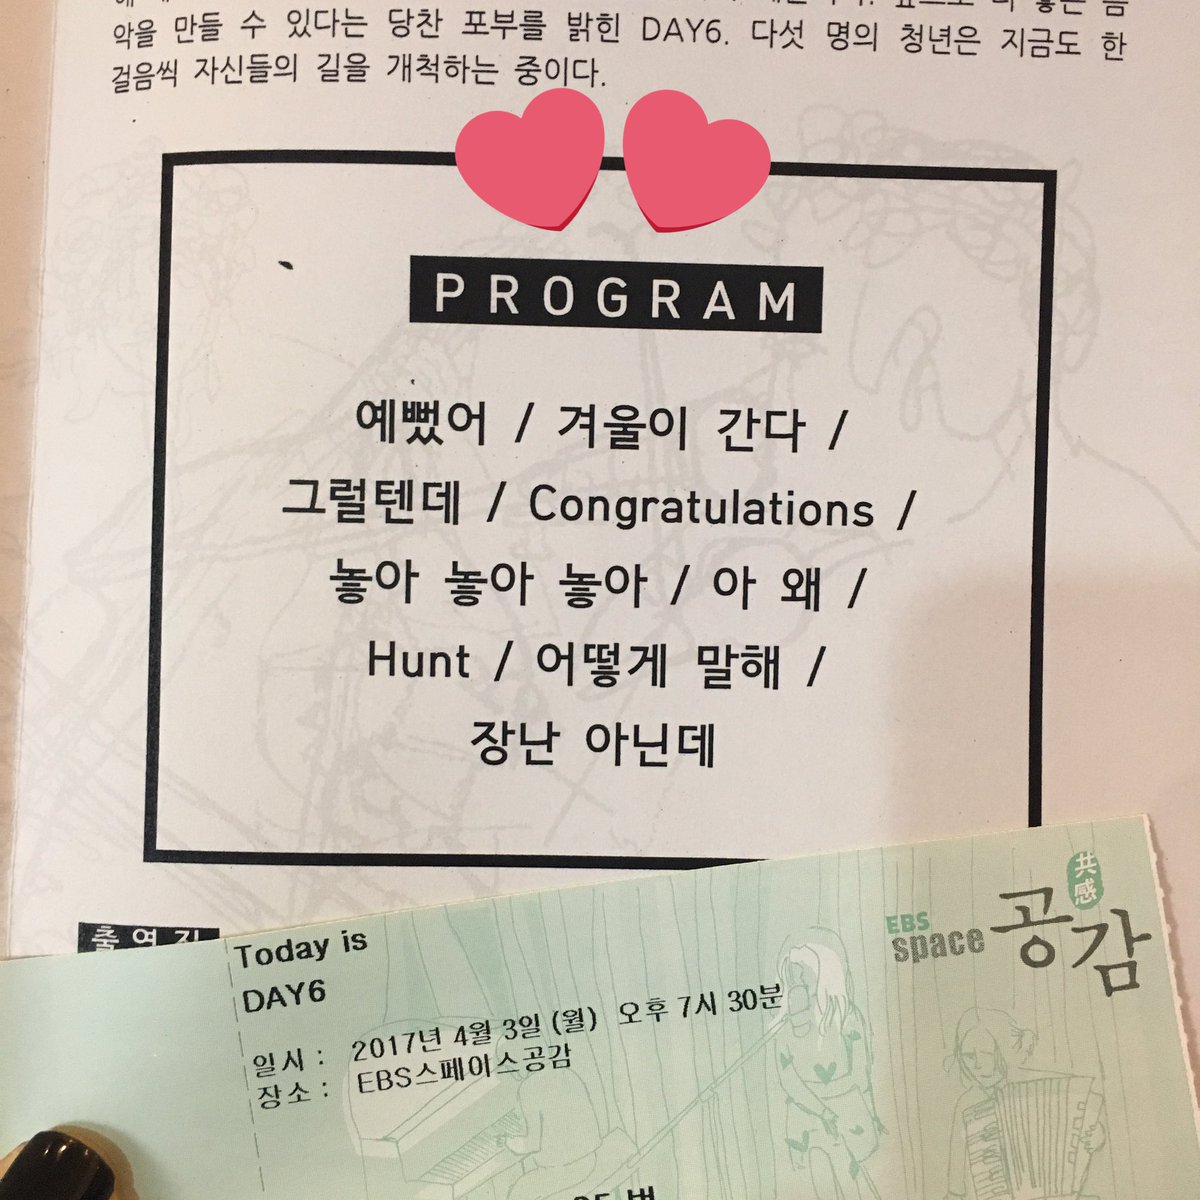 악을 만들 수 있다는 당찬 포부를 밝힌 DAY6. 다섯 명의 청년은 지금도 한
걸음씩 자신들의 길을 개척하는 중이다.
PROGRAM
예뻤어 / 겨울이 간다 /
그럴텐데 / Congratulations /
놓아 놓아 놓아 / 아 왜 /
Hunt / 어떻게 말해 /
장난 아닌데
Today is
DAY6
일시 : 2017년 4월 3일 (월) 오후 7시 30분
장소 : EBS스페이스공감
EBS
space 공감
共感